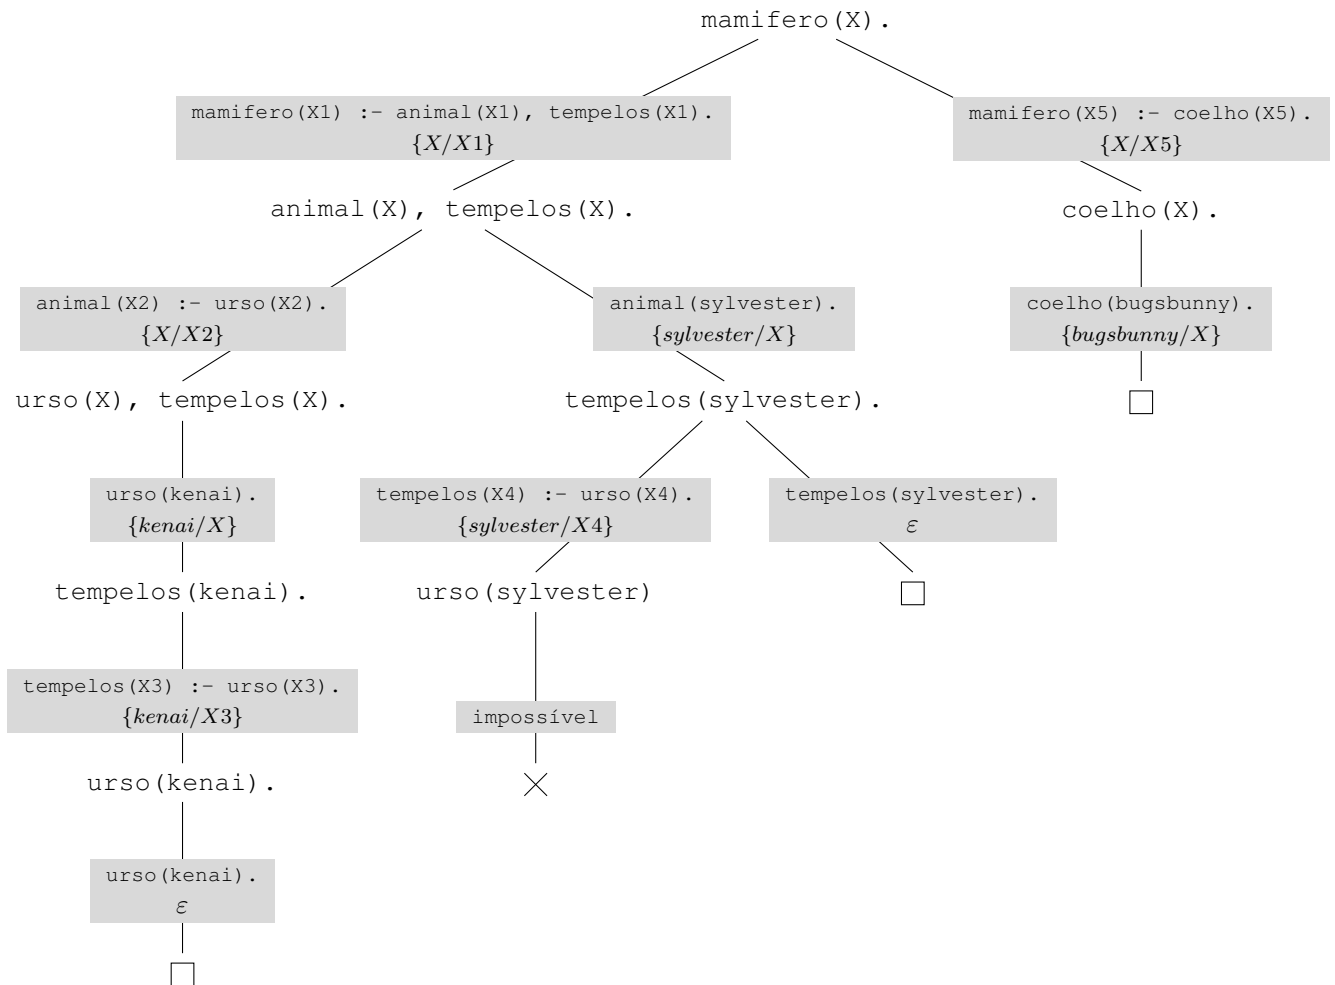 mamifero(X).
mamifero(X1) :- animal(X1), tempelos(X1).
{X/X1}
mamifero(X5) :- coelho(X5).
{X/X5}
animal(X), tempelos(X).
coelho(X).
animal(X2) :- urso(X2).
{X/X2}
animal(sylvester).
{sylvester/X}
coelho(bugsbunny).
{bugsbunny/X}
urso(X), tempelos(X).
tempelos(sylvester).
urso(kenai).
{kenai/X}
tempelos(X4) :- urso(X4).
{sylvester/X4}
tempelos(sylvester).
ε
tempelos(kenai).
urso(sylvester)
tempelos(X3) :- urso(X3).
{kenai/X3}
impossível
urso(kenai).
urso(kenai).
ε